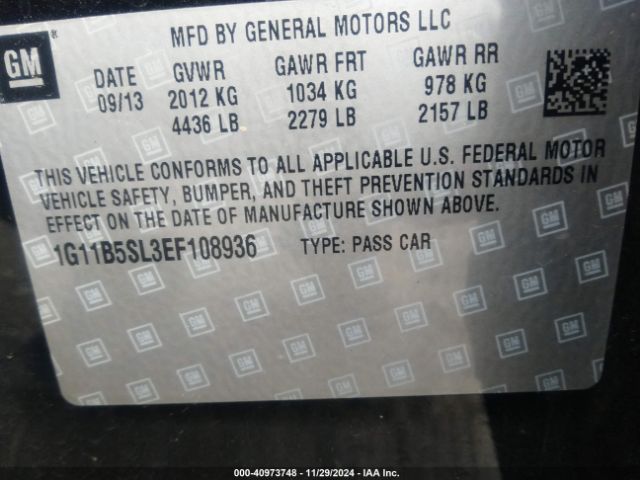 GM
MFD BY GENERAL MOTORS LLC
DATE GVWR GAWR FRT GAWR RR
09/13 2012 KG 1034 KG 978 KG
4436 LB 2279 LB 2157 LB
THIS VEHICLE CONFORMS TO ALL APPLICABLE U.S. FEDERAL MOTOR
VEHICLE SAFETY, BUMPER, AND THEFT PREVENTION STANDARDS IN
EFFECT ON THE DATE OF MANUFACTURE SHOWN ABOVE.
1G11B5SL3EF108936 TYPE: PASS CAR
000-40973748 - 11/29/2024 - IAA Inc.